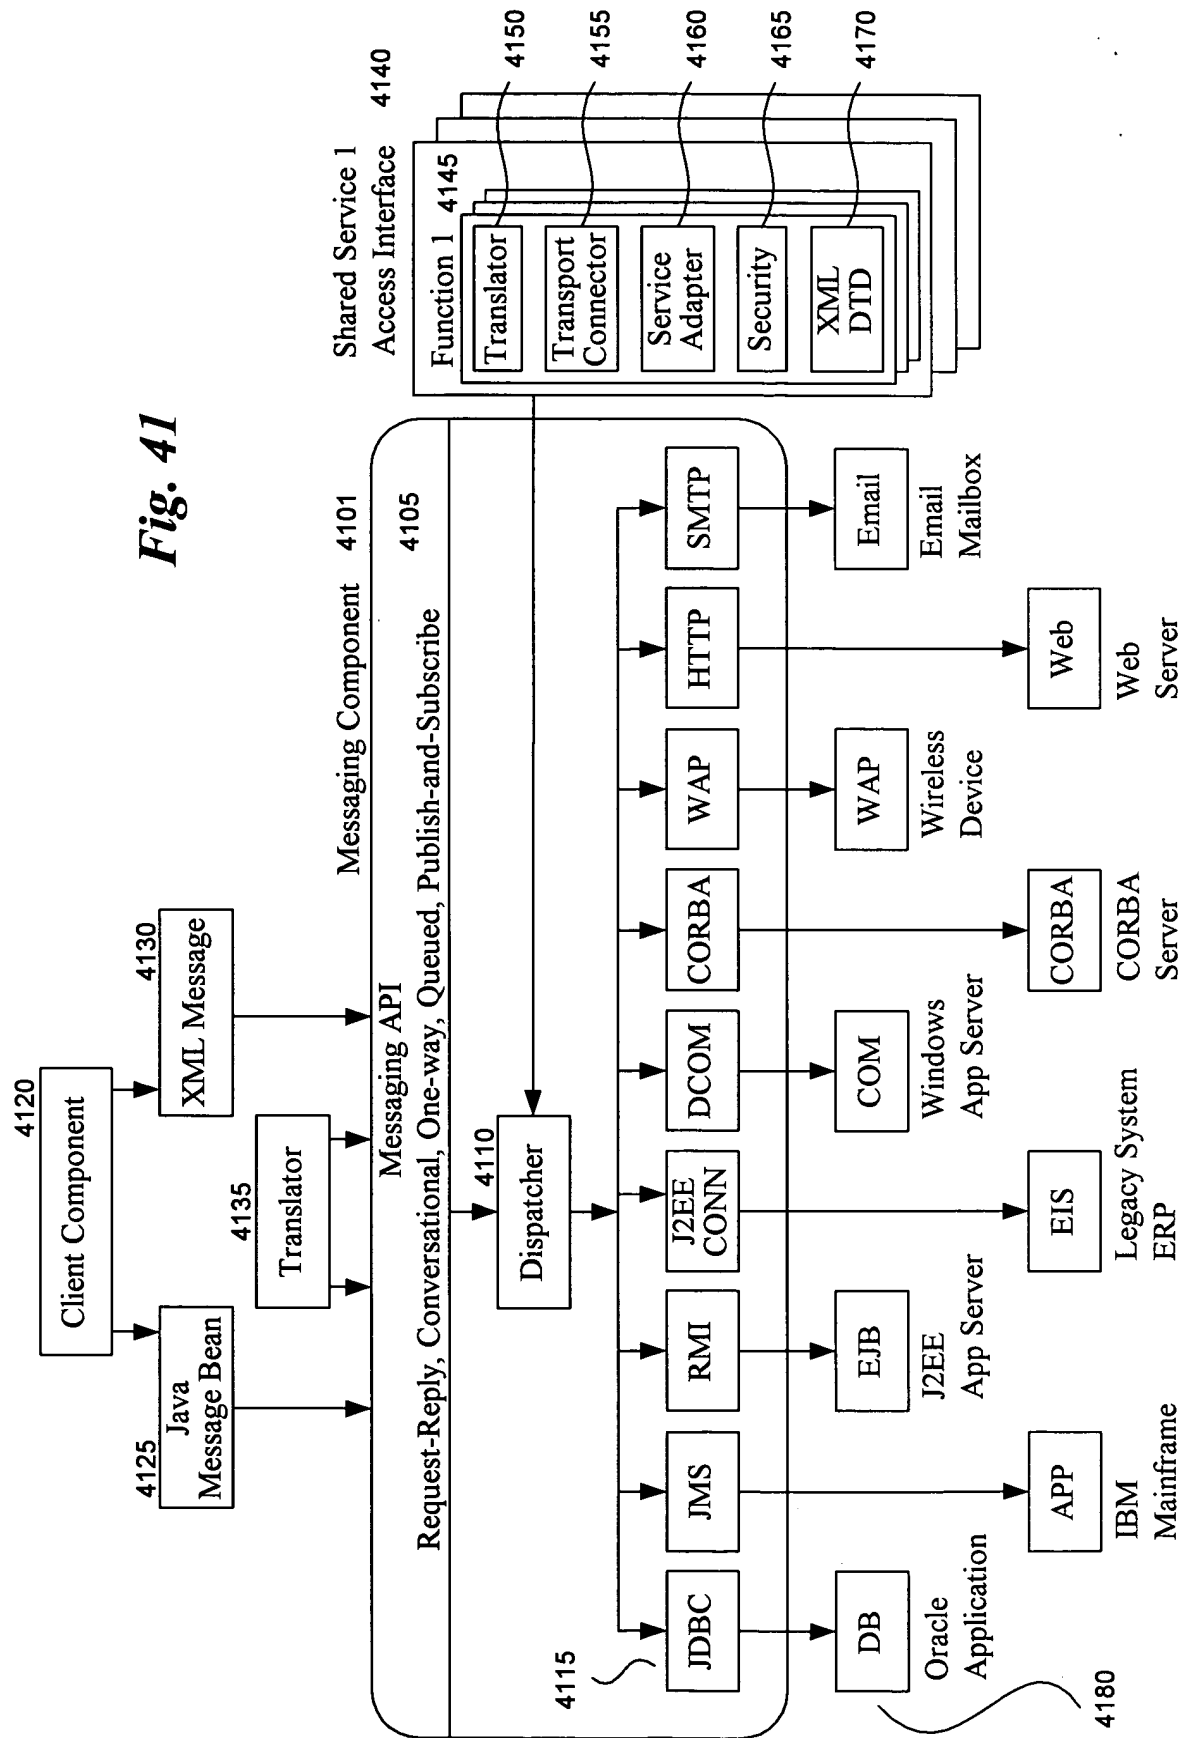 Fig. 41
4120
Client Component
4125
Java
Message Bean
4130
XML Message
4135
Translator
Messaging Component 4101
Messaging API
4105
Request-Reply, Conversational, One-way, Queued, Publish-and-Subscribe
4110
Dispatcher
4115
JDBC
JMS
RMI
J2EE
CONN
DCOM
CORBA
WAP
HTTP
SMTP
DB
Oracle
Application
APP
IBM
Mainframe
EJB
J2EE
App Server
EIS
Legacy System
ERP
COM
Windows
App Server
CORBA
CORBA
Server
WAP
Wireless
Device
Web
Web
Server
Email
Email
Mailbox
4180
Shared Service 1
Access Interface
4140
Function 1
4145
Translator
4150
Transport
Connector
4155
Service
Adapter
4160
Security
4165
XML
DTD
4170